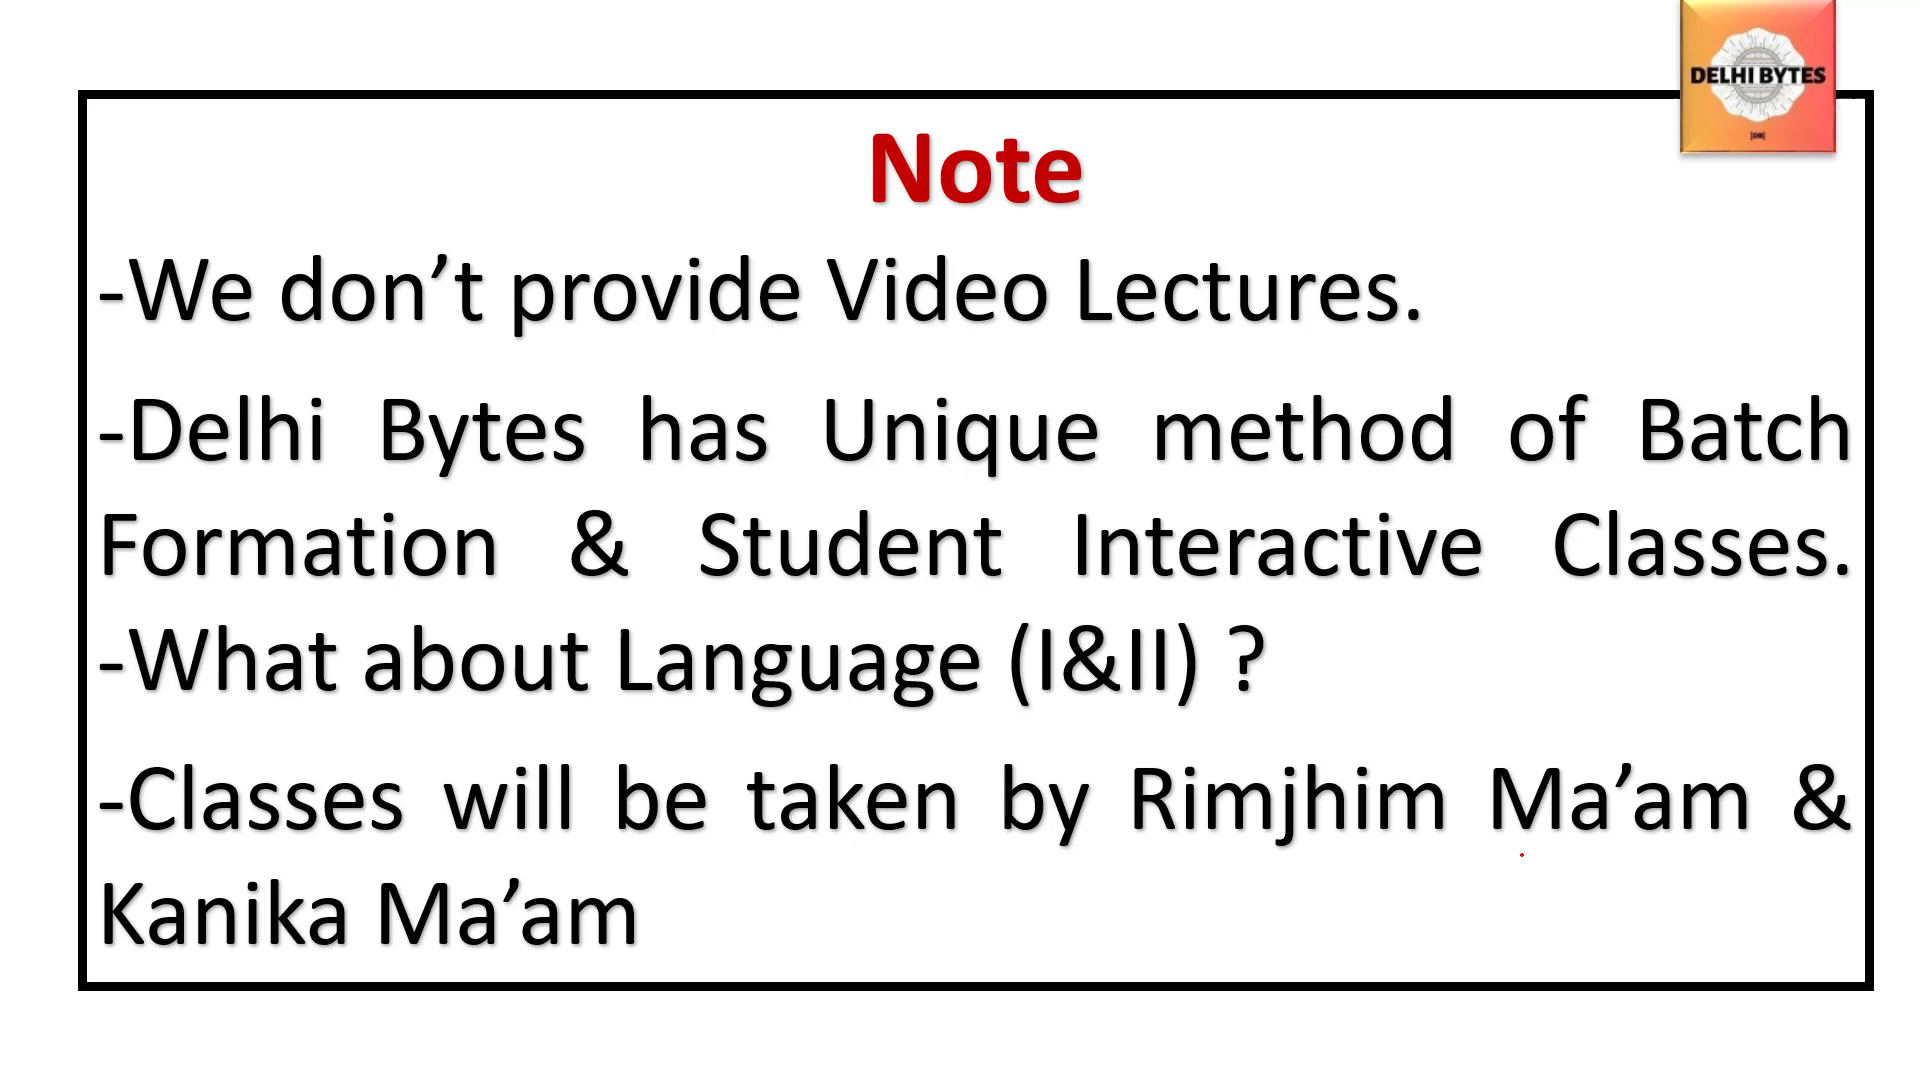 DELHI BYTES
|DB|
Note
-We don’t provide Video Lectures.
-Delhi Bytes has Unique method of Batch
Formation & Student Interactive Classes.
-What about Language (I&II) ?
-Classes will be taken by Rimjhim Ma’am &
Kanika Ma’am